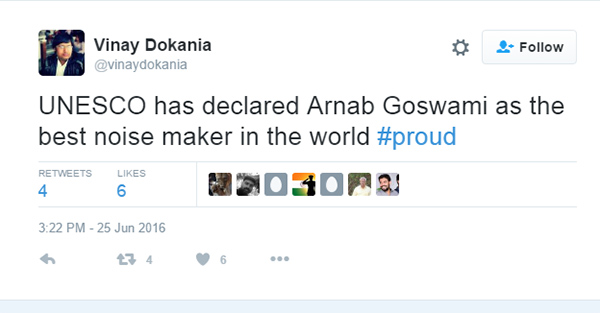 Vinay Dokania
@vinaydokania
Follow
UNESCO has declared Arnab Goswami as the
best noise maker in the world #proud
RETWEETS LIKES
4 6
3:22 PM - 25 Jun 2016
4 6